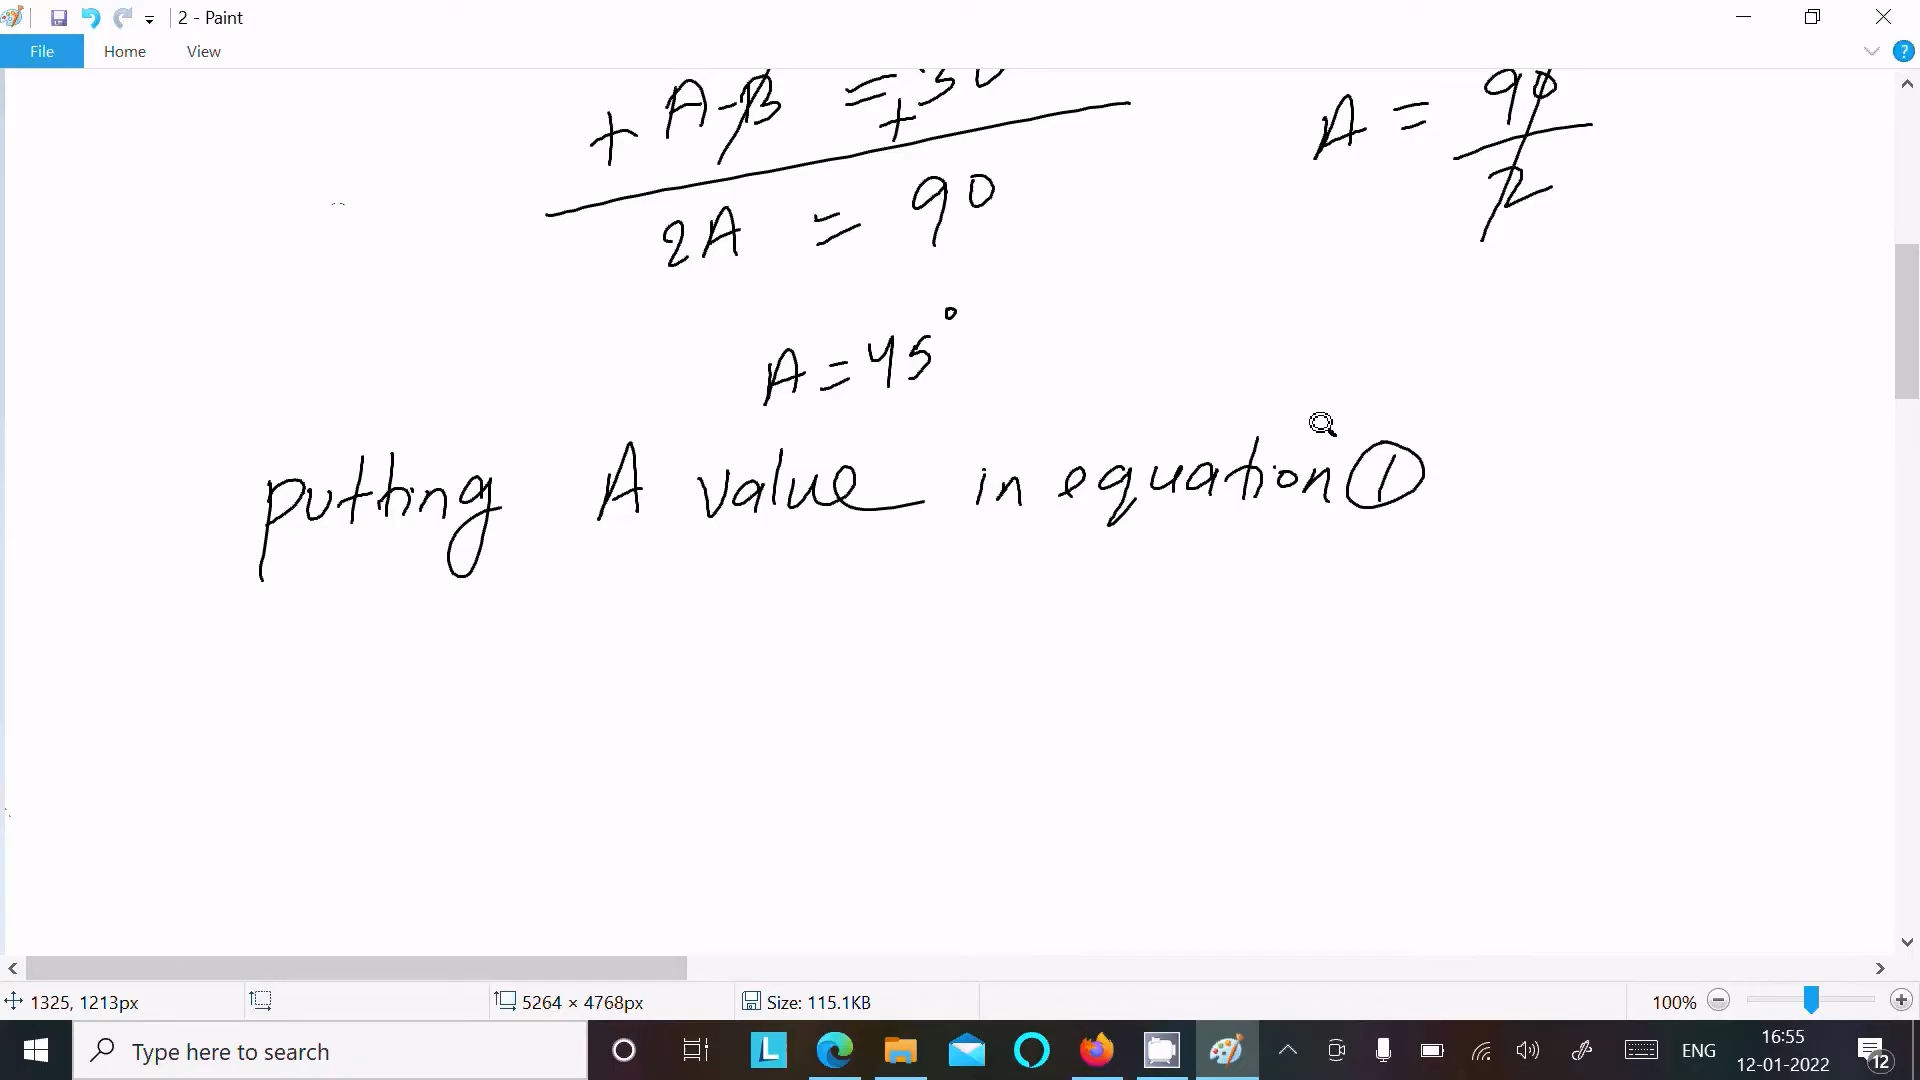 2 - Paint
File Home View
+ A-B = 30
+
2A = 90
A = 90
2
A = 45°
putting A value in equation ①
1325, 1213px
5264 × 4768px
Size: 115.1KB
100%
Type here to search
L
ENG
16:55
12-01-2022
12